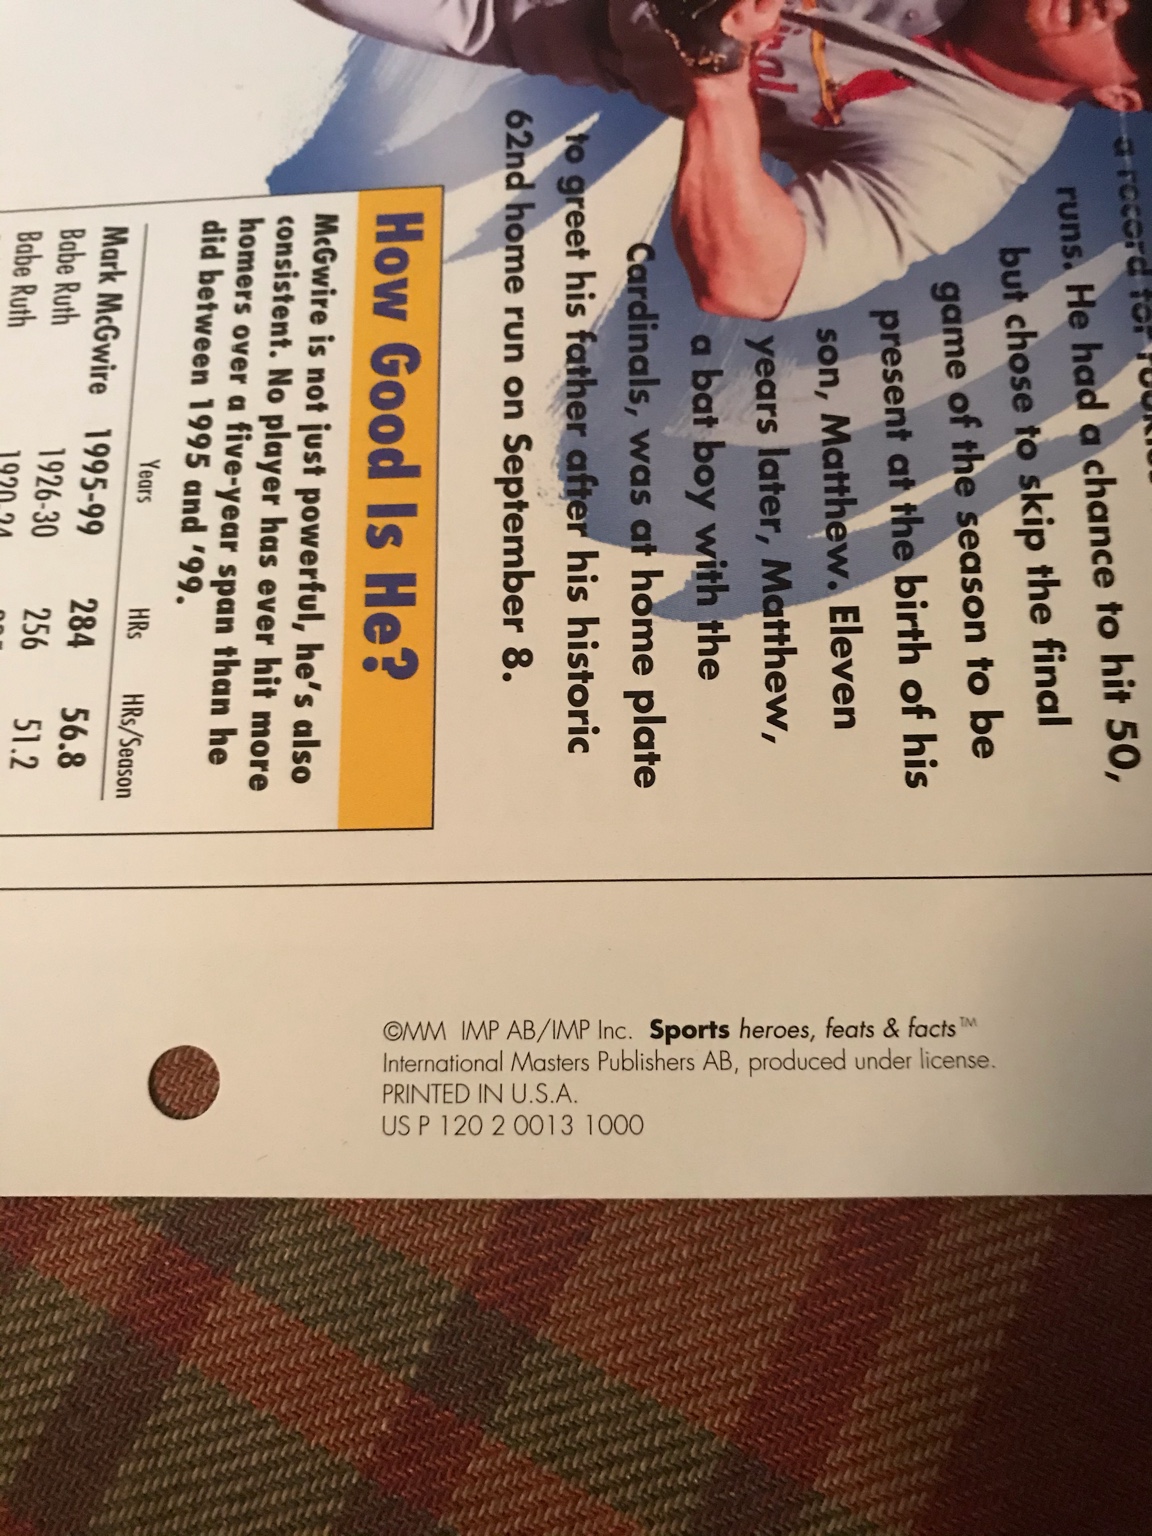 a record for
runs. He had a chance to hit 50,
but chose to skip the final
game of the season to be
present at the birth of his
son, Matthew. Eleven
years later, Matthew,
a bat boy with the
Cardinals, was at home plate
to greet his father after his historic
62nd home run on September 8.
How Good Is He?
McGwire is not just powerful, he's also
consistent. No player has ever hit more
homers over a five-year span than he
did between 1995 and '99.
Years HRs HRs/Season
Mark McGwire 1995-99 284 56.8
Babe Ruth 1926-30 256 51.2
Babe Ruth 1920-24
©MM IMP AB/IMP Inc. Sports heroes, feats & facts™
International Masters Publishers AB, produced under license.
PRINTED IN U.S.A.
US P 120 2 0013 1000